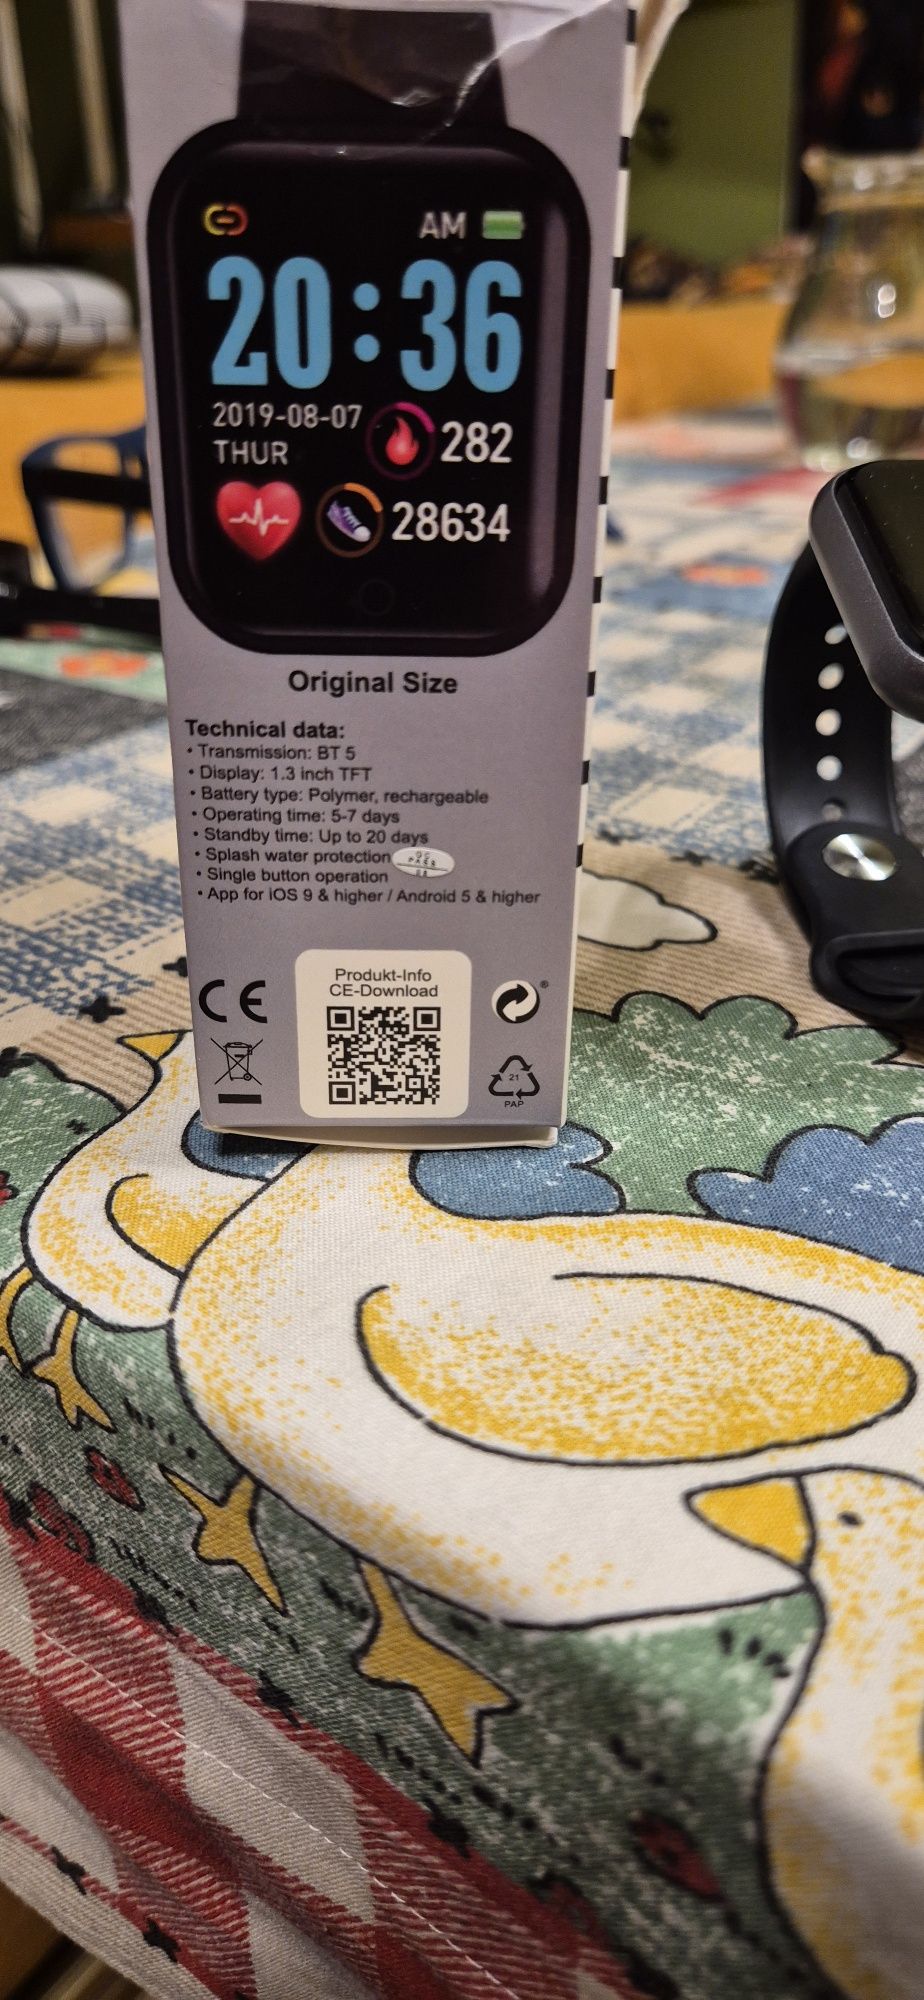 AM
20:36
2019-08-07
THUR
282
28634
Original Size
Technical data:
• Transmission: BT 5
• Display: 1.3 inch TFT
• Battery type: Polymer, rechargeable
• Operating time: 5-7 days
• Standby time: Up to 20 days
• Splash water protection
• Single button operation
• App for iOS 9 & higher / Android 5 & higher
Produkt-Info
CE-Download
CE
®
21
PAP